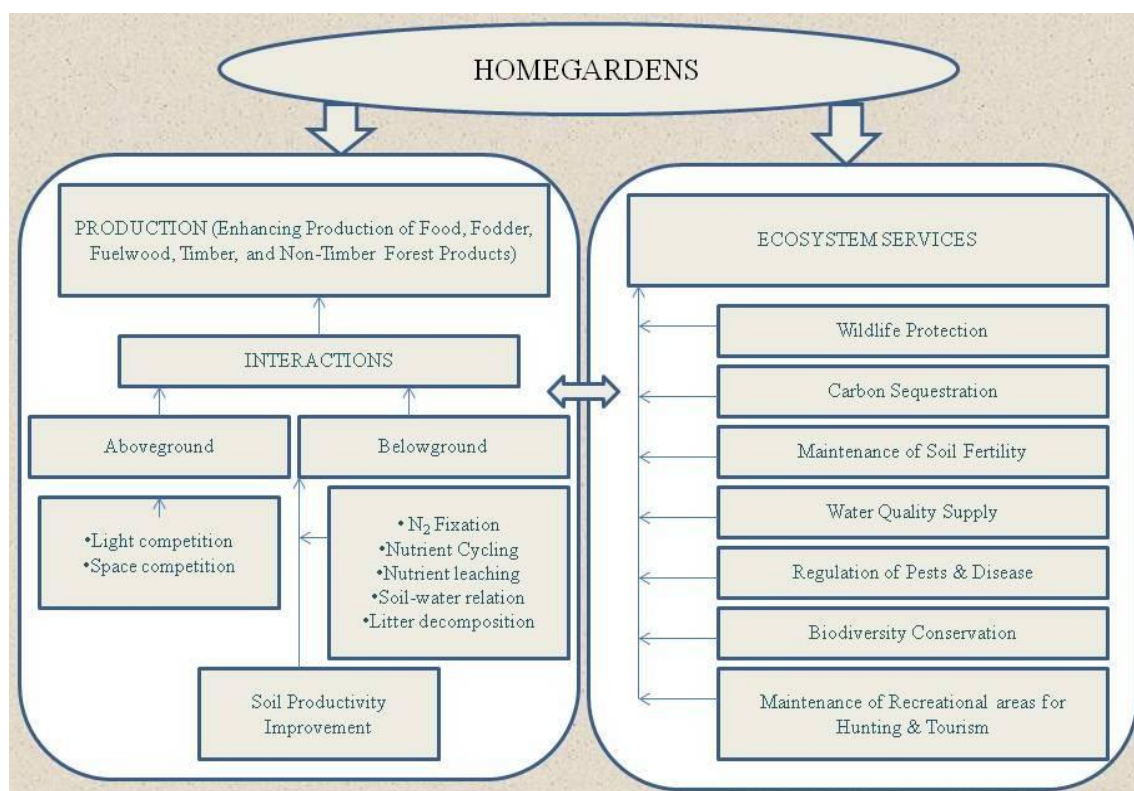 HOMEGARDENS
PRODUCTION (Enhancing Production of Food, Fodder,
Fuelwood, Timber, and Non-Timber Forest Products)
INTERACTIONS
Aboveground
Belowground
•Light competition
•Space competition
•N₂ Fixation
•Nutrient Cycling
•Nutrient leaching
•Soil-water relation
•Litter decomposition
Soil Productivity
Improvement
ECOSYSTEM SERVICES
Wildlife Protection
Carbon Sequestration
Maintenance of Soil Fertility
Water Quality Supply
Regulation of Pests & Disease
Biodiversity Conservation
Maintenance of Recreational areas for
Hunting & Tourism